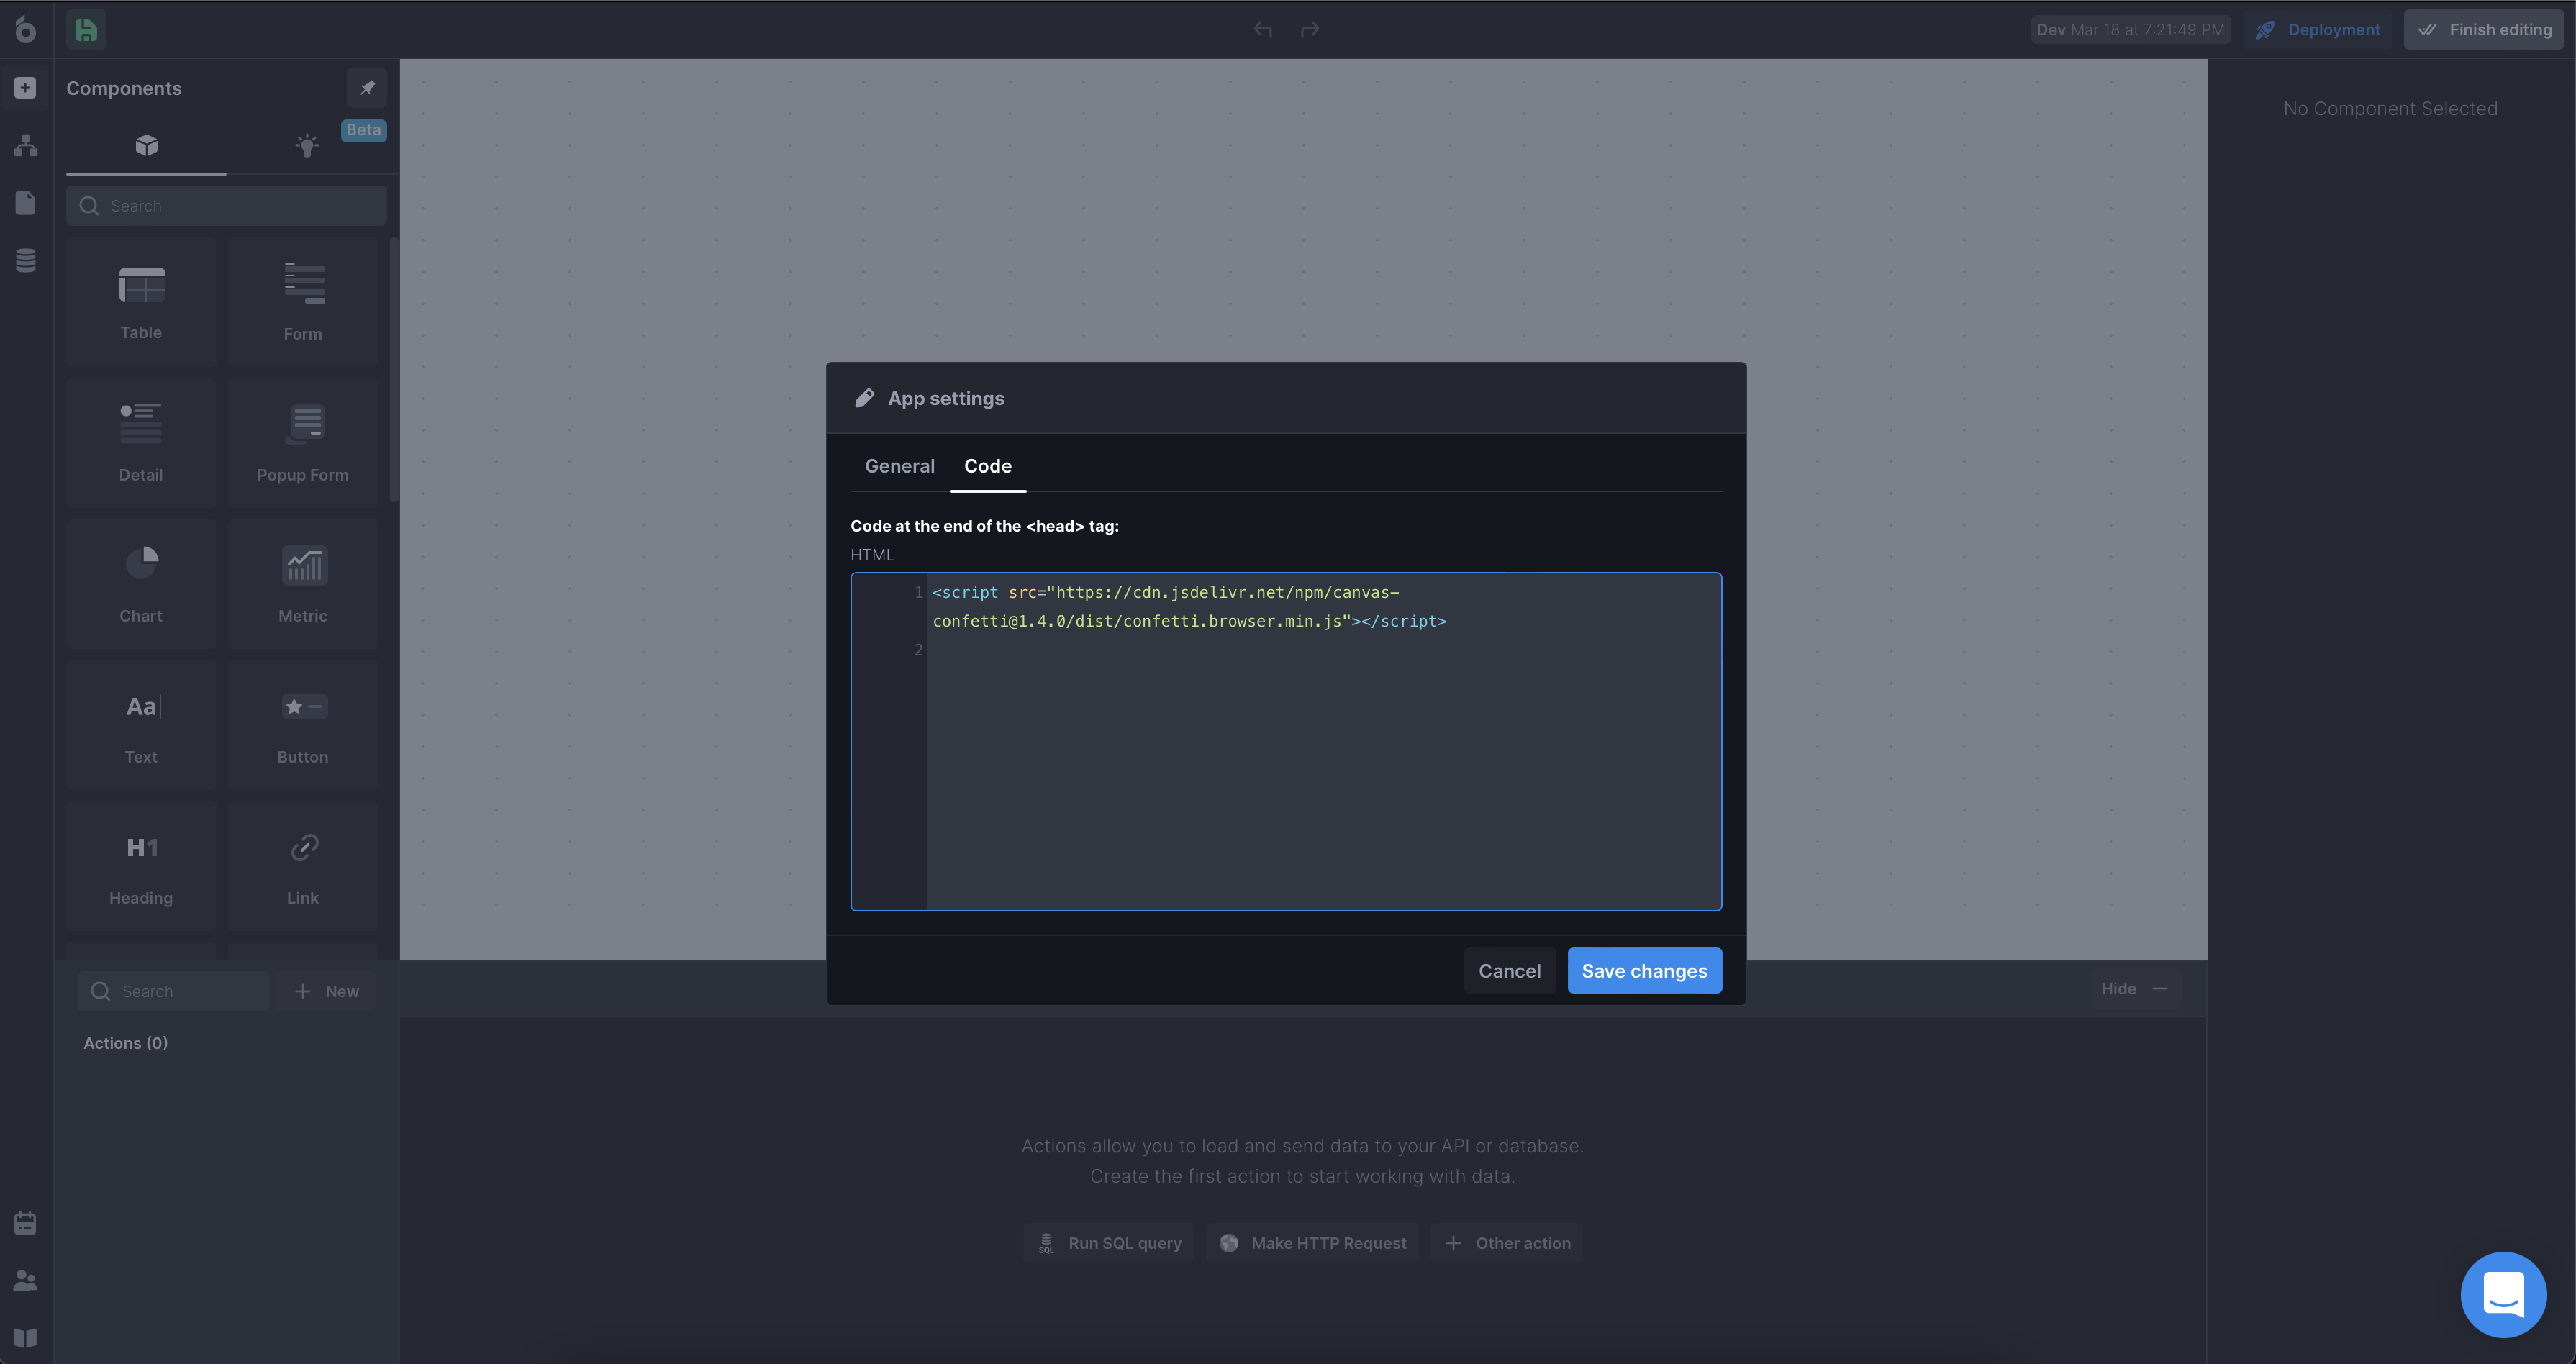 Dev Mar 18 at 7:21:49 PM
Deployment
Finish editing
Components
Beta
Search
Table
Form
Detail
Popup Form
Chart
Metric
Aa
Text
Button
H1
Heading
Link
No Component Selected
App settings
General
Code
Code at the end of the <head> tag:
HTML
1 <script src="https://cdn.jsdelivr.net/npm/canvas-
confetti@1.4.0/dist/confetti.browser.min.js"></script>
2
Cancel
Save changes
Search
New
Hide
Actions (0)
Actions allow you to load and send data to your API or database.
Create the first action to start working with data.
SQL
Run SQL query
Make HTTP Request
Other action